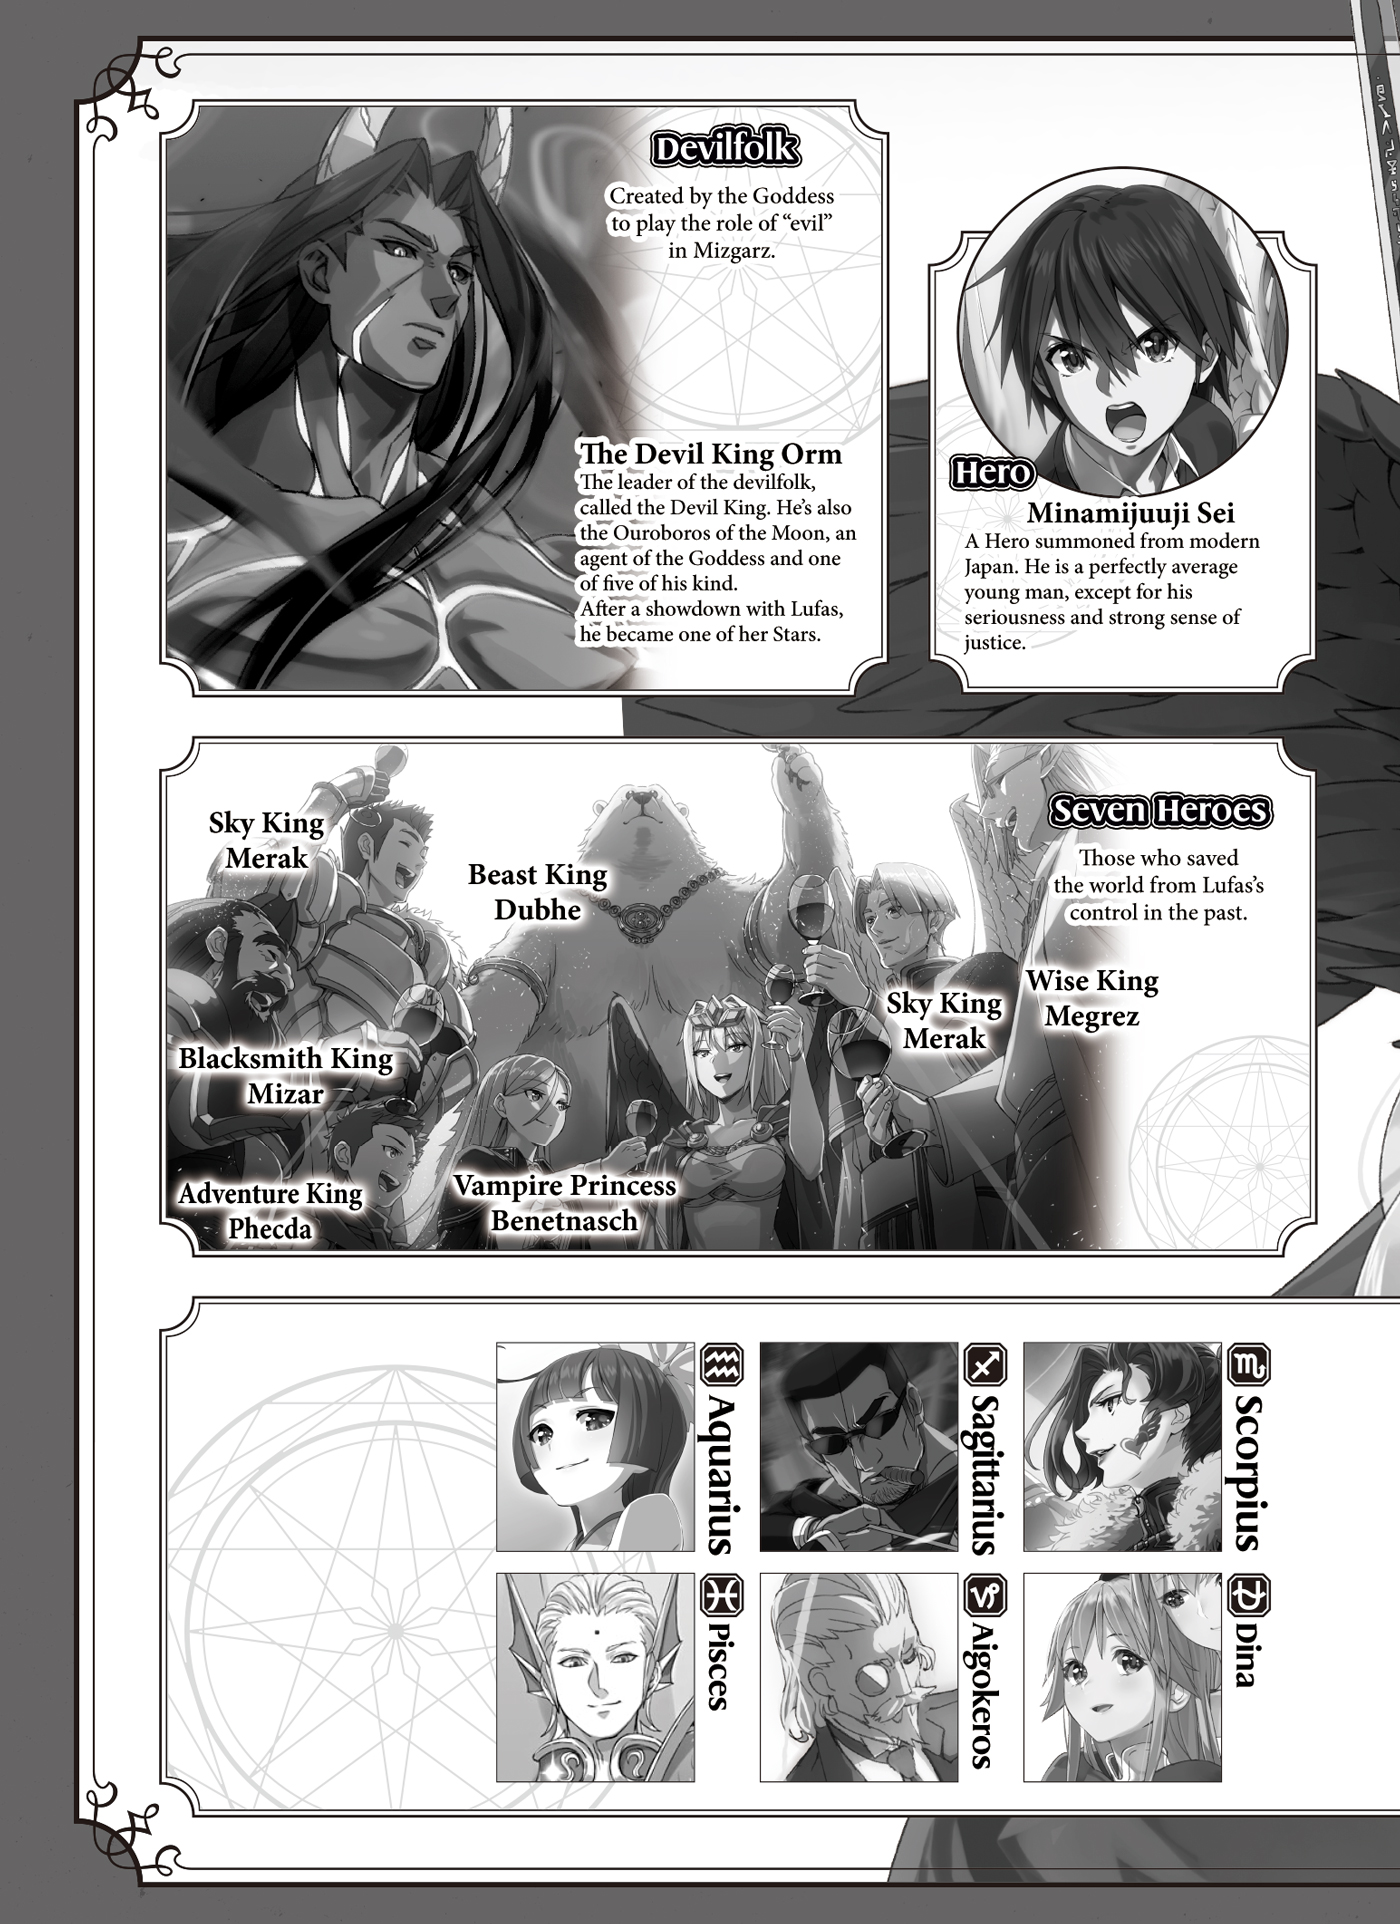 Devilfolk
Created by the Goddess
to play the role of “evil”
in Mizgarz.
The Devil King Orm
The leader of the devilfolk,
called the Devil King. He’s also
the Ouroboros of the Moon, an
agent of the Goddess and one
of five of his kind.
After a showdown with Lufas,
he became one of her Stars.
Hero
Minamijuuji Sei
A Hero summoned from modern
Japan. He is a perfectly average
young man, except for his
seriousness and strong sense of
justice.
Seven Heroes
Those who saved
the world from Lufas’s
control in the past.
Sky King
Merak
Beast King
Dubhe
Wise King
Megrez
Sky King
Merak
Blacksmith King
Mizar
Adventure King
Phecda
Vampire Princess
Benetnasch
Aquarius
Sagittarius
Scorpius
Pisces
Aigokeros
Dina